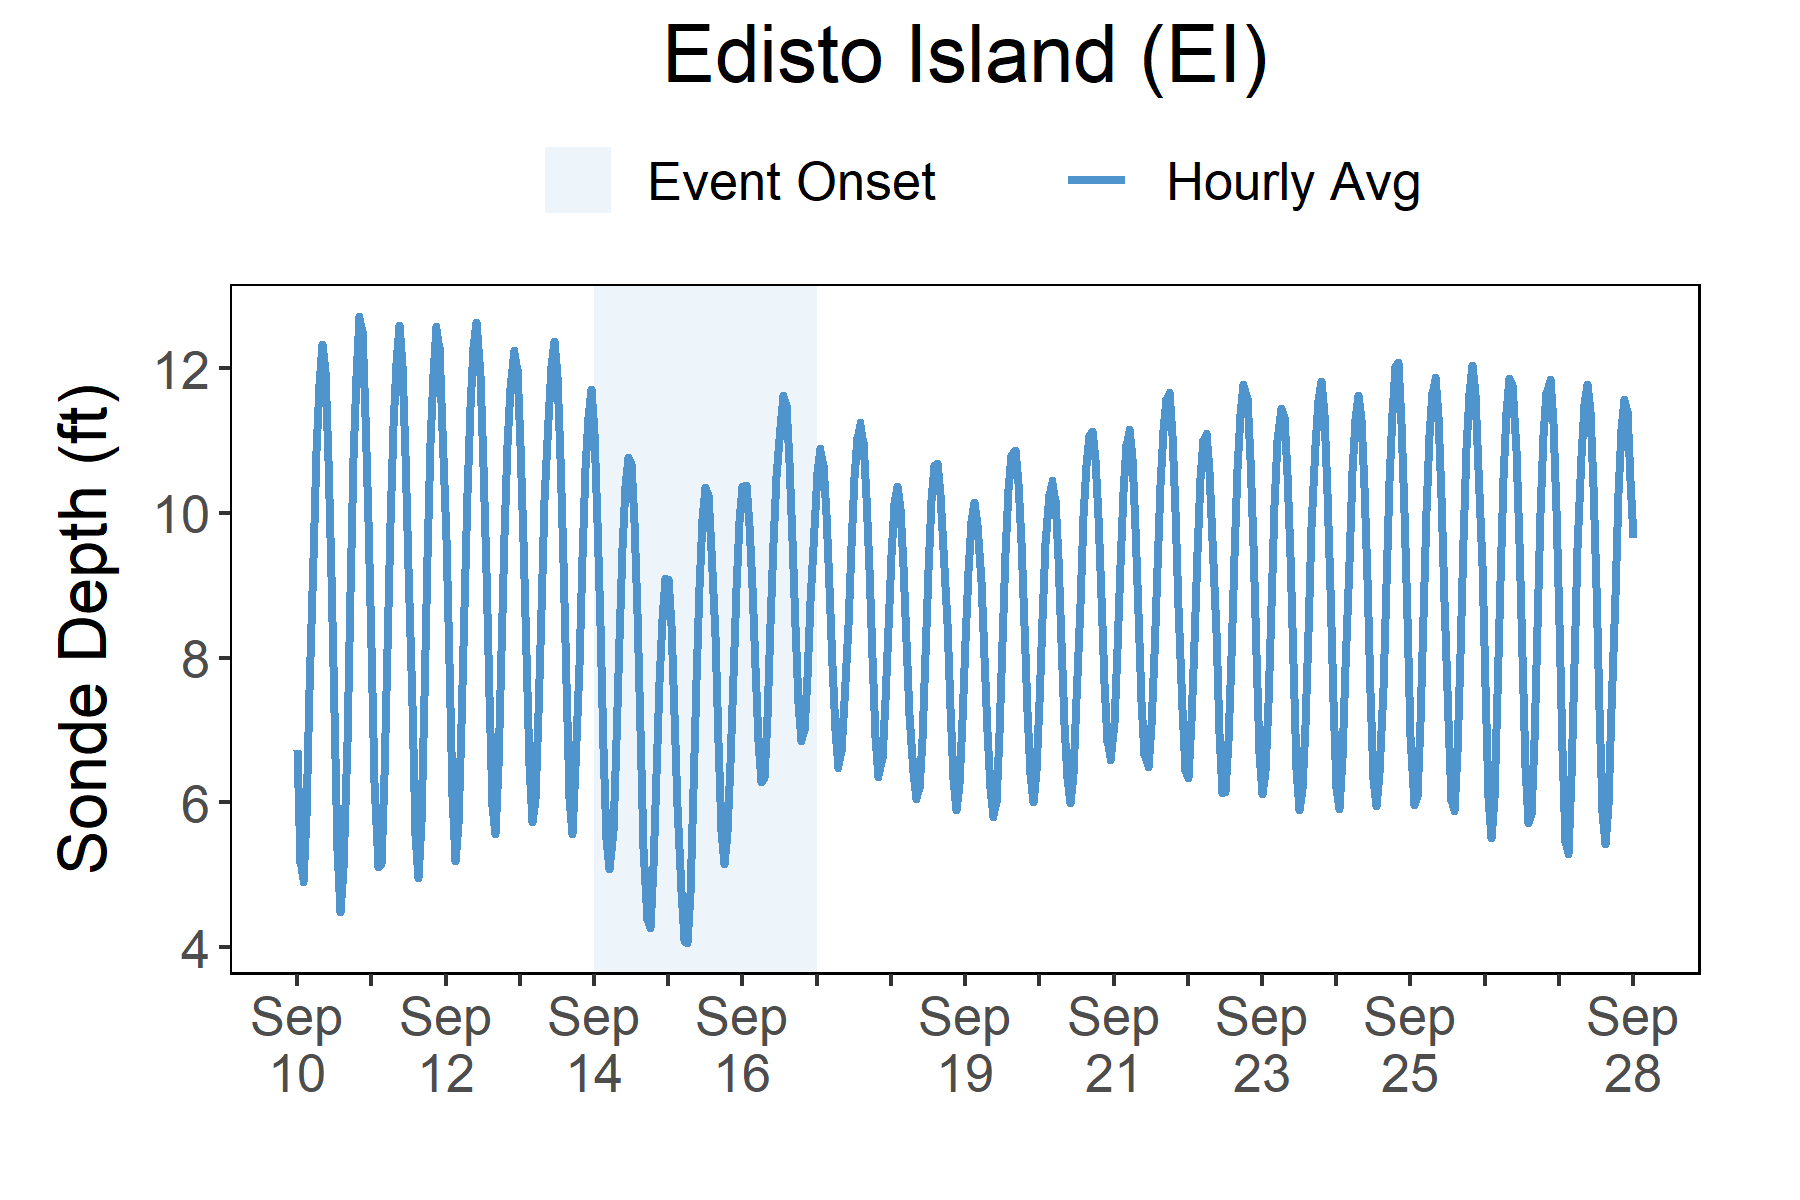 Edisto Island (EI)
Event Onset
Hourly Avg
Sonde Depth (ft)
12
10
8
6
4
Sep Sep Sep Sep Sep Sep Sep Sep Sep
10 12 14 16 19 21 23 25 28